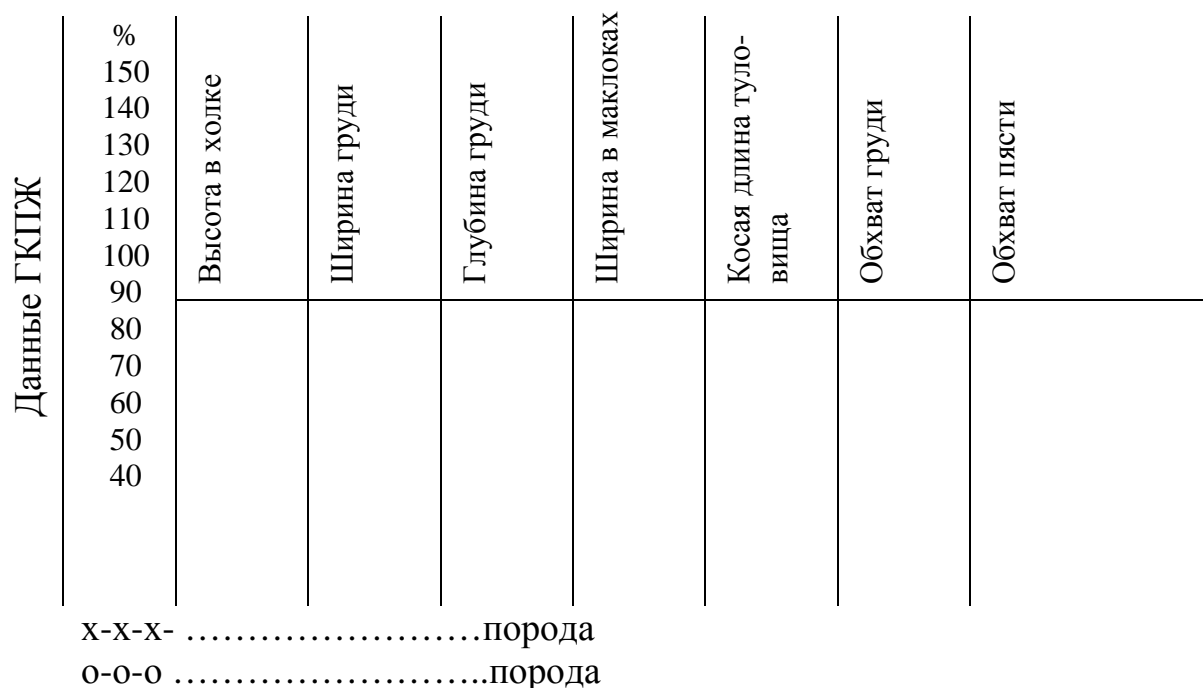 Данные ГКПЖ
%
150
140
130
120
110
100
90
80
70
60
50
40
Высота в холке
Ширина груди
Глубина груди
Ширина в маклоках
Косая длина туло-
вища
Обхват груди
Обхват пясти
х-х-х- ……………………порода
о-о-о ……………………..порода